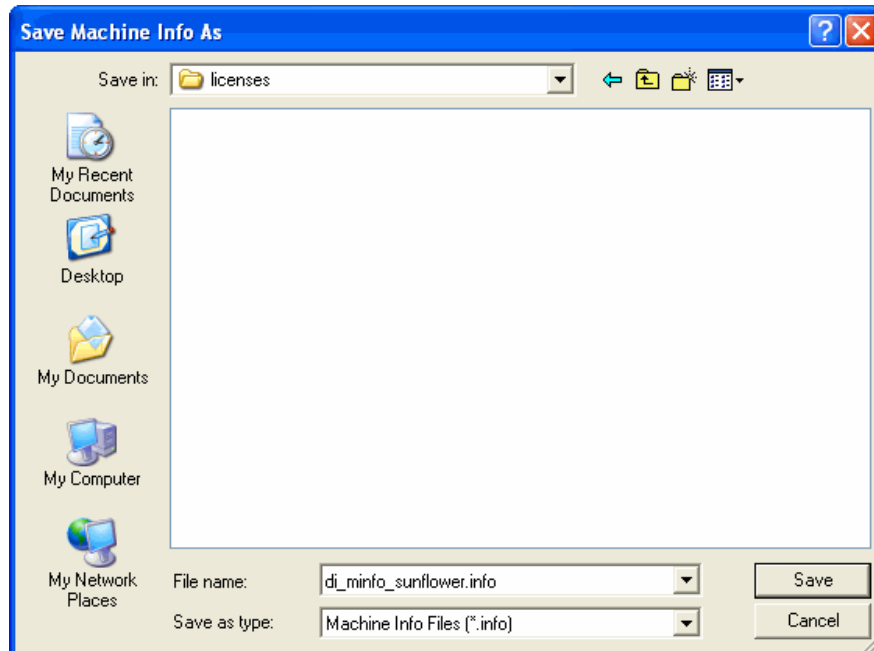 Save Machine Info As
Save in:
licenses
My Recent
Documents
Desktop
My Documents
My Computer
My Network
Places
File name:
di_minfo_sunflower.info
Save
Save as type:
Machine Info Files (*.info)
Cancel